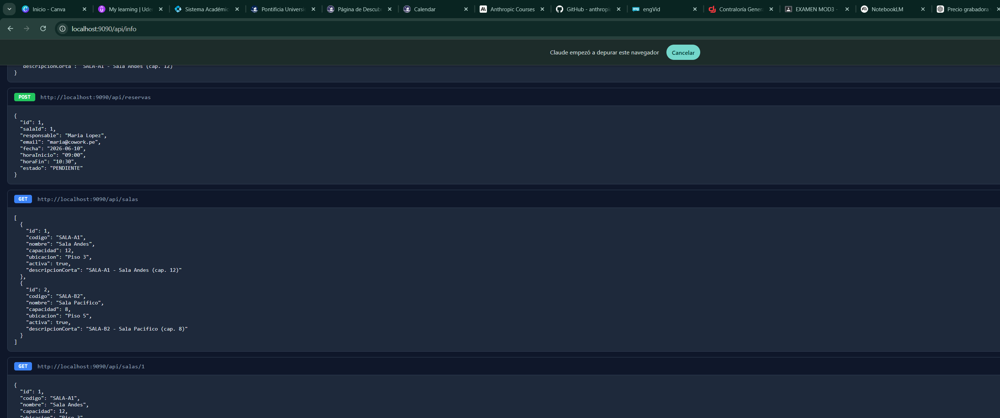 Inicio - Canva
My learning | Ude
Sistema Académic
Pontificia Universi
Página de Descub
Calendar
Anthropic Courses
GitHub - anthropic
engVid
Contraloría Genera
EXAMEN MOD3 -
NotebookLM
Precio grabadora
localhost:9090/api/info
Claude empezó a depurar este navegador
Cancelar
"descripcionCorta": "SALA-A1 - Sala Andes (cap. 12)"
}
POST http://localhost:9090/api/reservas
{
"id": 1,
"salaId": 1,
"responsable": "Maria Lopez",
"email": "maria@cowork.pe",
"fecha": "2026-06-10",
"horaInicio": "09:00",
"horaFin": "10:30",
"estado": "PENDIENTE"
}
GET http://localhost:9090/api/salas
[
{
"id": 1,
"codigo": "SALA-A1",
"nombre": "Sala Andes",
"capacidad": 12,
"ubicacion": "Piso 3",
"activa": true,
"descripcionCorta": "SALA-A1 - Sala Andes (cap. 12)"
},
{
"id": 2,
"codigo": "SALA-B2",
"nombre": "Sala Pacifico",
"capacidad": 8,
"ubicacion": "Piso 5",
"activa": true,
"descripcionCorta": "SALA-B2 - Sala Pacifico (cap. 8)"
}
]
GET http://localhost:9090/api/salas/1
{
"id": 1,
"codigo": "SALA-A1",
"nombre": "Sala Andes",
"capacidad": 12,
"ubicacion": "Piso 3"